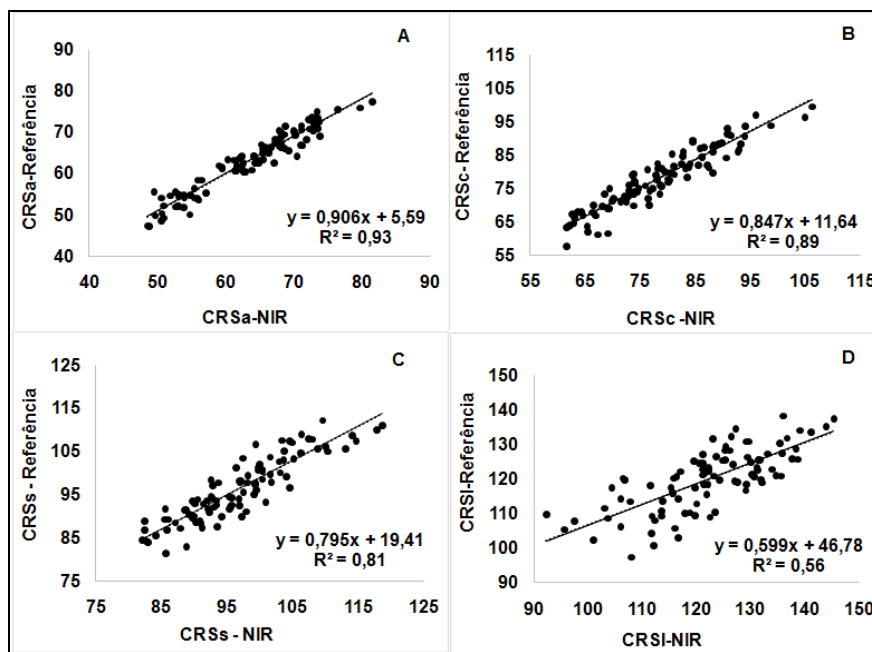 A
90
80
70
60
50
40
CRSa-Referência
y = 0,906x + 5,59
R² = 0,93
40 50 60 70 80 90
CRSa-NIR
B
115
105
95
85
75
65
55
CRSc- Referência
y = 0,847x + 11,64
R² = 0,89
55 65 75 85 95 105 115
CRSc -NIR
C
125
115
105
95
85
75
CRSs - Referência
y = 0,795x + 19,41
R² = 0,81
75 85 95 105 115 125
CRSs - NIR
D
150
140
130
120
110
100
90
CRSl-Referência
y = 0,599x + 46,78
R² = 0,56
90 100 110 120 130 140 150
CRSl-NIR